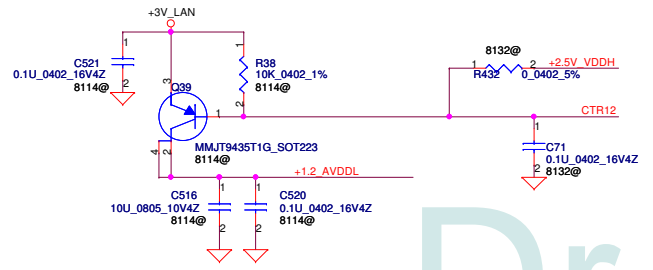 +3V_LAN
1
C521
0.1U_0402_16V4Z
8114@
2
3
Q39
1
R38
10K_0402_1%
8114@
2
1
MMJT9435T1G_SOT223
8114@
4
2
8132@
1
2
+2.5V_VDDH
R432
0_0402_5%
CTR12
1
C71
0.1U_0402_16V4Z
8132@
2
+1.2_AVDDL
1
C516
10U_0805_10V4Z
8114@
2
1
C520
0.1U_0402_16V4Z
8114@
2
Dr